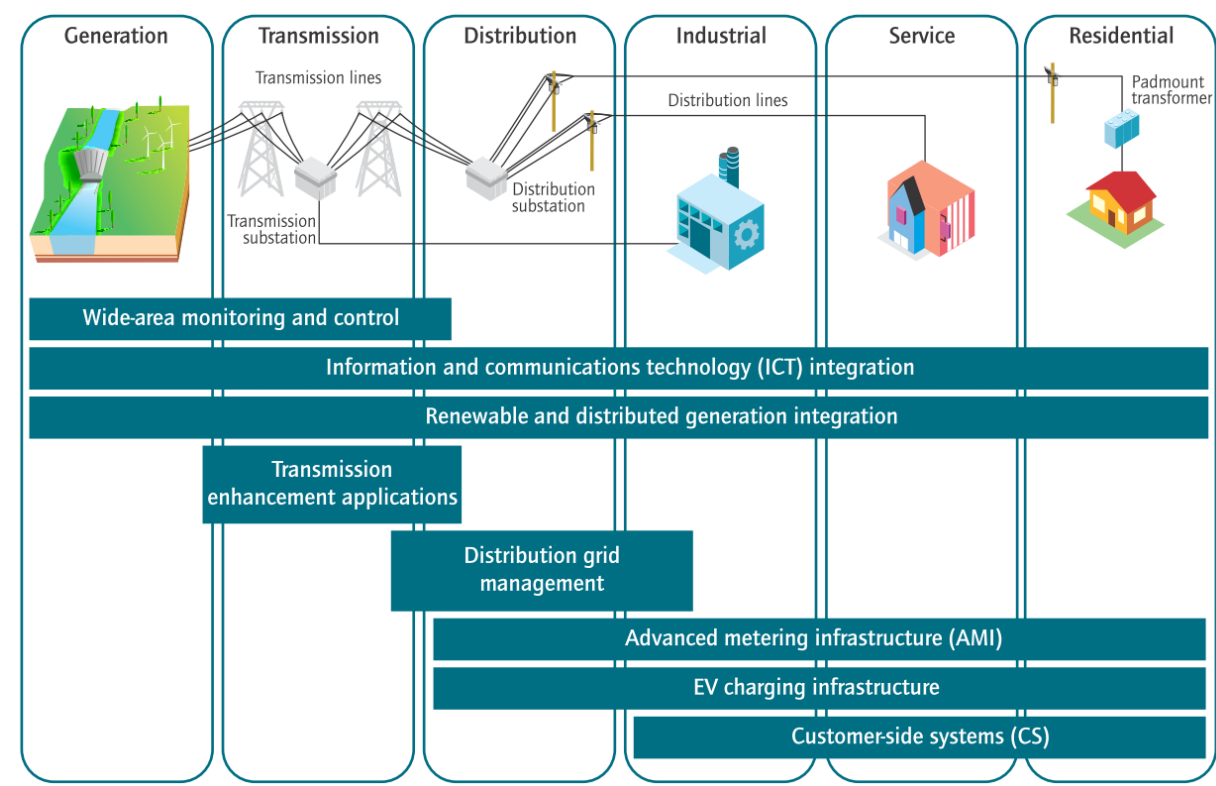 Generation
Transmission
Distribution
Industrial
Service
Residential
Transmission lines
Padmount
transformer
Distribution lines
Distribution
substation
Transmission
substation
Wide-area monitoring and control
Information and communications technology (ICT) integration
Renewable and distributed generation integration
Transmission
enhancement applications
Distribution grid
management
Advanced metering infrastructure (AMI)
EV charging infrastructure
Customer-side systems (CS)